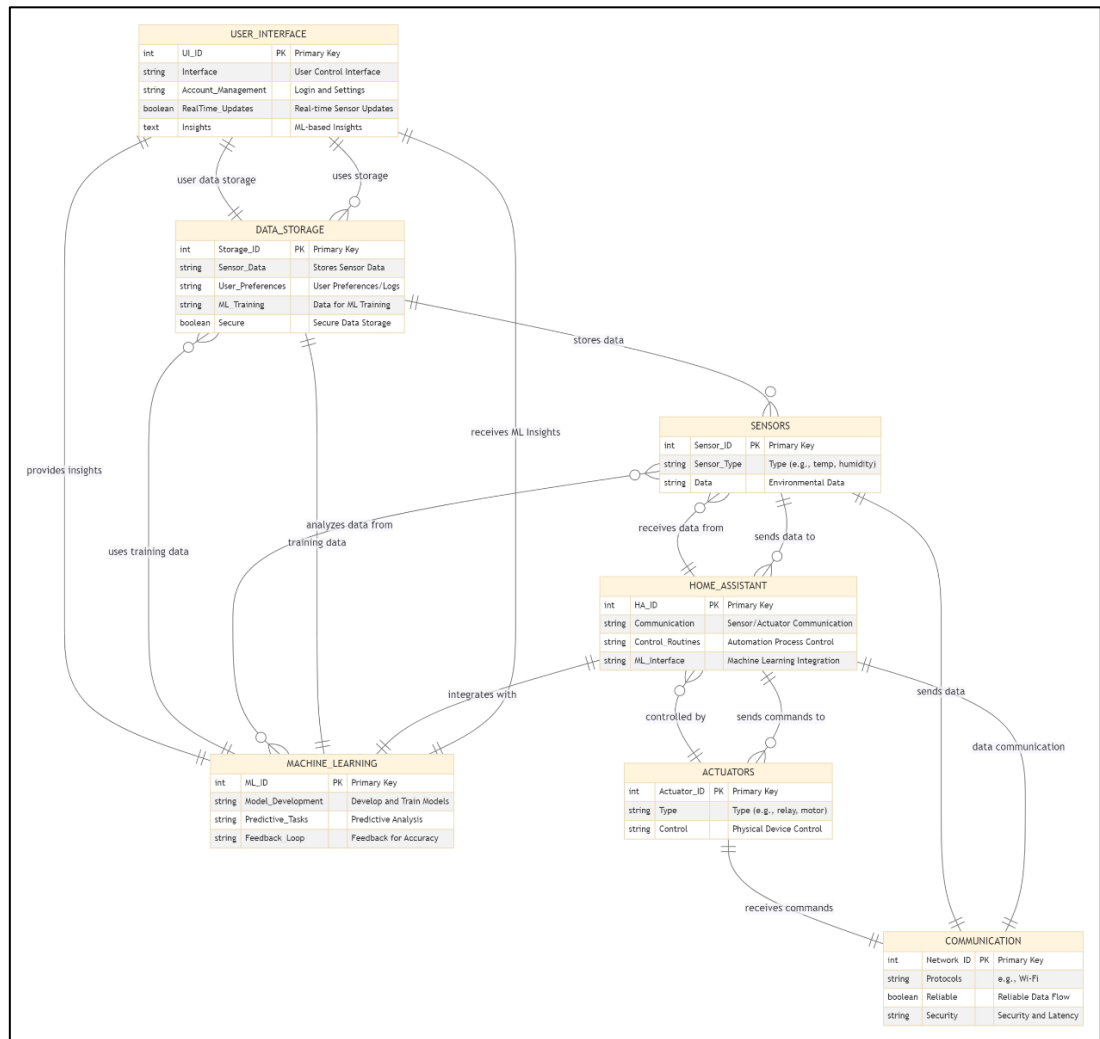 USER_INTERFACE
int UI_ID PK Primary Key
string Interface User Control Interface
string Account_Management Login and Settings
boolean RealTime_Updates Real-time Sensor Updates
text Insights ML-based Insights
user data storage
uses storage
DATA_STORAGE
int Storage_ID PK Primary Key
string Sensor_Data Stores Sensor Data
string User_Preferences User Preferences/Logs
string ML_Training Data for ML Training
boolean Secure Secure Data Storage
stores data
SENSORS
int Sensor_ID PK Primary Key
string Sensor_Type Type (e.g., temp, humidity)
string Data Environmental Data
provides insights
receives ML Insights
analyzes data from
training data
uses training data
receives data from
sends data to
HOME_ASSISTANT
int HA_ID PK Primary Key
string Communication Sensor/Actuator Communication
string Control_Routines Automation Process Control
string ML_Interface Machine Learning Integration
integrates with
controlled by
sends commands to
sends data
data communication
MACHINE_LEARNING
int ML_ID PK Primary Key
string Model_Development Develop and Train Models
string Predictive_Tasks Predictive Analysis
string Feedback_Loop Feedback for Accuracy
ACTUATORS
int Actuator_ID PK Primary Key
string Type Type (e.g., relay, motor)
string Control Physical Device Control
receives commands
COMMUNICATION
int Network_ID PK Primary Key
string Protocols e.g., Wi-Fi
boolean Reliable Reliable Data Flow
string Security Security and Latency